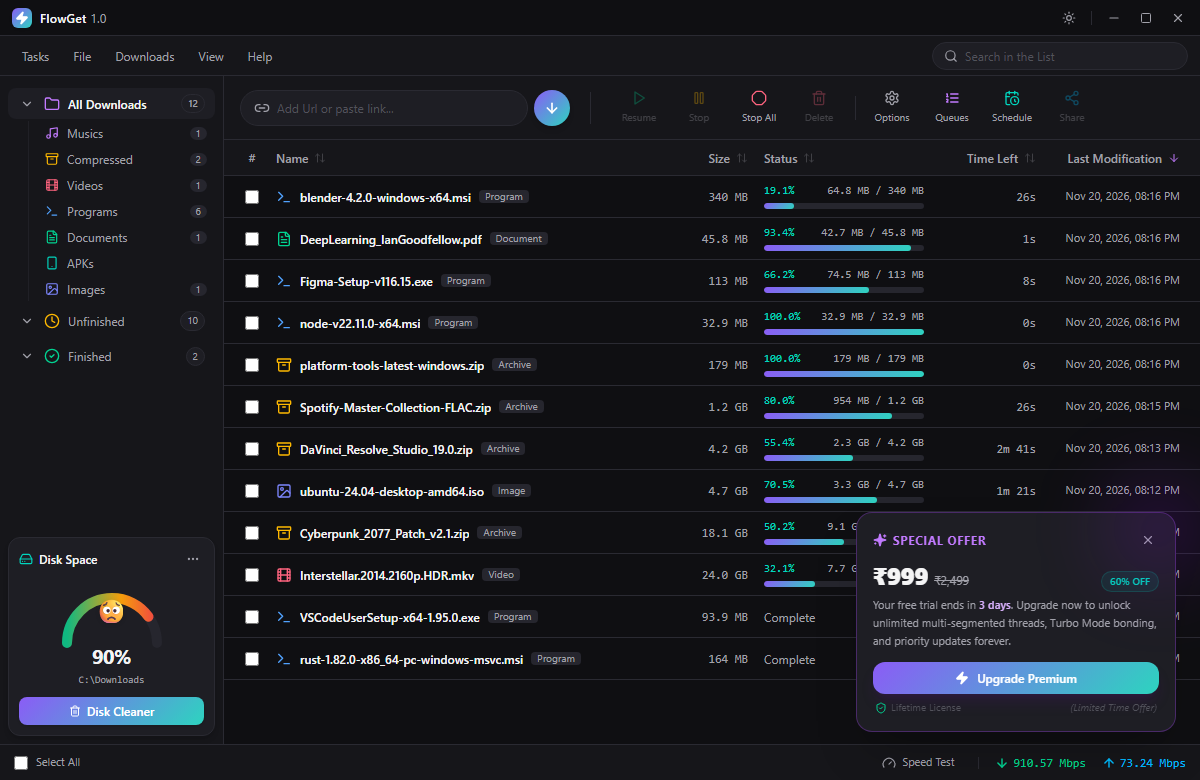 FlowGet 1.0
Tasks File Downloads View Help Search in the List
All Downloads 12
Musics 1
Compressed 2
Videos 1
Programs 6
Documents 1
APKs
Images 1
Unfinished 10
Finished 2
Disk Space
90%
C:\Downloads
Disk Cleaner
Add Url or paste link... Resume Stop Stop All Delete Options Queues Schedule Share
# Name Size Status Time Left Last Modification
blender-4.2.0-windows-x64.msi Program 340 MB 19.1% 64.8 MB / 340 MB 26s Nov 20, 2026, 08:16 PM
DeepLearning_IanGoodfellow.pdf Document 45.8 MB 93.4% 42.7 MB / 45.8 MB 1s Nov 20, 2026, 08:16 PM
Figma-Setup-v116.15.exe Program 113 MB 66.2% 74.5 MB / 113 MB 8s Nov 20, 2026, 08:16 PM
node-v22.11.0-x64.msi Program 32.9 MB 100.0% 32.9 MB / 32.9 MB 0s Nov 20, 2026, 08:16 PM
platform-tools-latest-windows.zip Archive 179 MB 100.0% 179 MB / 179 MB 0s Nov 20, 2026, 08:16 PM
Spotify-Master-Collection-FLAC.zip Archive 1.2 GB 80.0% 954 MB / 1.2 GB 26s Nov 20, 2026, 08:15 PM
DaVinci_Resolve_Studio_19.0.zip Archive 4.2 GB 55.4% 2.3 GB / 4.2 GB 2m 41s Nov 20, 2026, 08:13 PM
ubuntu-24.04-desktop-amd64.iso Image 4.7 GB 70.5% 3.3 GB / 4.7 GB 1m 21s Nov 20, 2026, 08:12 PM
Cyberpunk_2077_Patch_v2.1.zip Archive 18.1 GB 50.2% 9.1
Interstellar.2014.2160p.HDR.mkv Video 24.0 GB 32.1% 7.7
VSCodeUserSetup-x64-1.95.0.exe Program 93.9 MB Complete
rust-1.82.0-x86_64-pc-windows-msvc.msi Program 164 MB Complete
SPECIAL OFFER
₹999 ₹2,499 60% OFF
Your free trial ends in 3 days. Upgrade now to unlock
unlimited multi-segmented threads, Turbo Mode bonding,
and priority updates forever.
Upgrade Premium
Lifetime License (Limited Time Offer)
Select All Speed Test 910.57 Mbps 73.24 Mbps